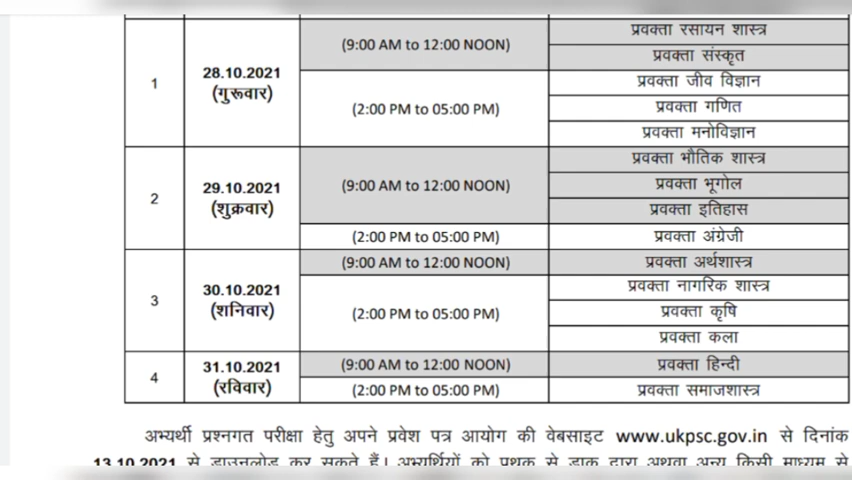 1
28.10.2021
(गुरूवार)
(9:00 AM to 12:00 NOON)
प्रवक्ता रसायन शास्त्र
प्रवक्ता संस्कृत
(2:00 PM to 05:00 PM)
प्रवक्ता जीव विज्ञान
प्रवक्ता गणित
प्रवक्ता मनोविज्ञान
2
29.10.2021
(शुक्रवार)
(9:00 AM to 12:00 NOON)
प्रवक्ता भौतिक शास्त्र
प्रवक्ता भूगोल
प्रवक्ता इतिहास
(2:00 PM to 05:00 PM)
प्रवक्ता अंग्रेजी
3
30.10.2021
(शनिवार)
(9:00 AM to 12:00 NOON)
प्रवक्ता अर्थशास्त्र
(2:00 PM to 05:00 PM)
प्रवक्ता नागरिक शास्त्र
प्रवक्ता कृषि
प्रवक्ता कला
4
31.10.2021
(रविवार)
(9:00 AM to 12:00 NOON)
प्रवक्ता हिन्दी
(2:00 PM to 05:00 PM)
प्रवक्ता समाजशास्त्र
अभ्यर्थी प्रश्नगत परीक्षा हेतु अपने प्रवेश पत्र आयोग की वेबसाइट www.ukpsc.gov.in से दिनांक
13.10.2021 से डाउनलोड कर सकते हैं। अभ्यर्थियों को पृथक से डाक द्वारा अथवा अन्य किसी माध्यम से